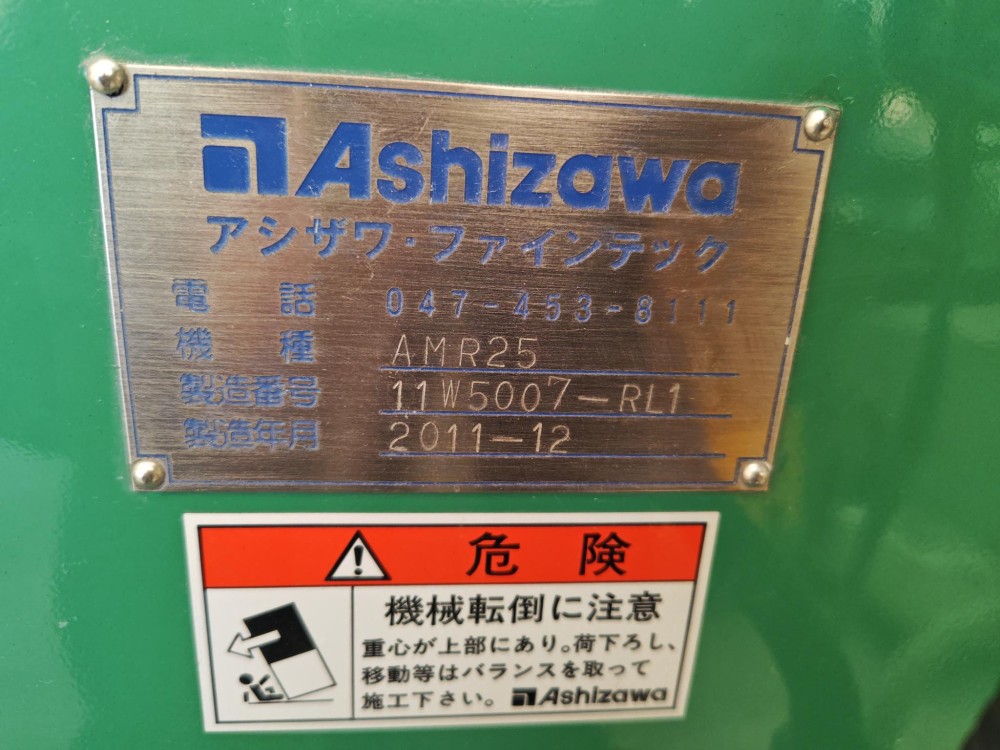 Ashizawa
アシザワ・ファインテック
電話 047-453-8111
機種 AMR25
製造番号 11W5007-RL1
製造年月 2011-12
危険
機械転倒に注意
重心が上部にあり。荷下ろし、
移動等はバランスを取って
施工下さい。 Ashizawa